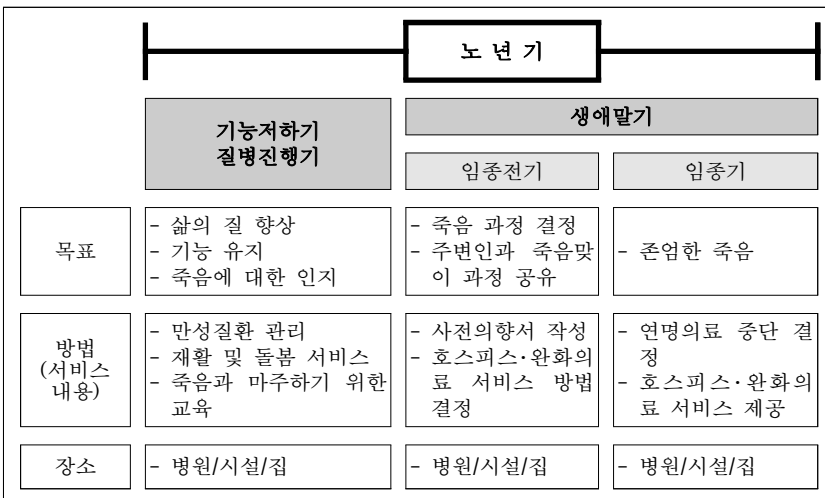 노 년 기
기능저하기
질병진행기
생애말기
임종전기
임종기
목표
- 삶의 질 향상
- 기능 유지
- 죽음에 대한 인지
- 죽음 과정 결정
- 주변인과 죽음맞
이 과정 공유
- 존엄한 죽음
방법
(서비스
내용)
- 만성질환 관리
- 재활 및 돌봄 서비스
- 죽음과 마주하기 위한
교육
- 사전의향서 작성
- 호스피스·완화의
료 서비스 방법
결정
- 연명의료 중단 결
정
- 호스피스·완화의
료 서비스 제공
장소
- 병원/시설/집
- 병원/시설/집
- 병원/시설/집